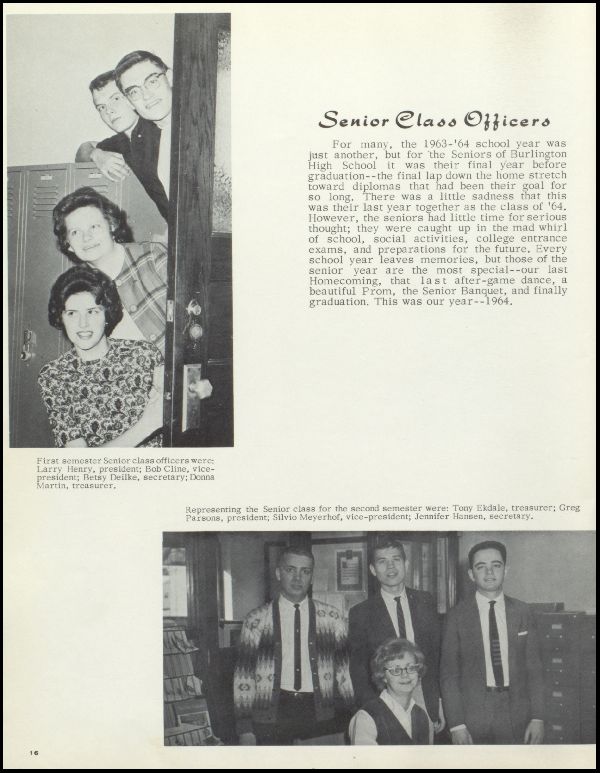 Senior Class Officers
For many, the 1963-'64 school year was
just another, but for the Seniors of Burlington
High School it was their final year before
graduation--the final lap down the home stretch
toward diplomas that had been their goal for
so long. There was a little sadness that this
was their last year together as the class of '64.
However, the seniors had little time for serious
thought; they were caught up in the mad whirl
of school, social activities, college entrance
exams, and preparations for the future. Every
school year leaves memories, but those of the
senior year are the most special--our last
Homecoming, that last after-game dance, a
beautiful Prom, the Senior Banquet, and finally
graduation. This was our year--1964.
First semester Senior class officers were:
Larry Henry, president; Bob Cline, vice-
president; Betsy Deilke, secretary; Donna
Martin, treasurer.
Representing the Senior class for the second semester were: Tony Ekdale, treasurer; Greg
Parsons, president; Silvio Meyerhof, vice-president; Jennifer Hansen, secretary.
16